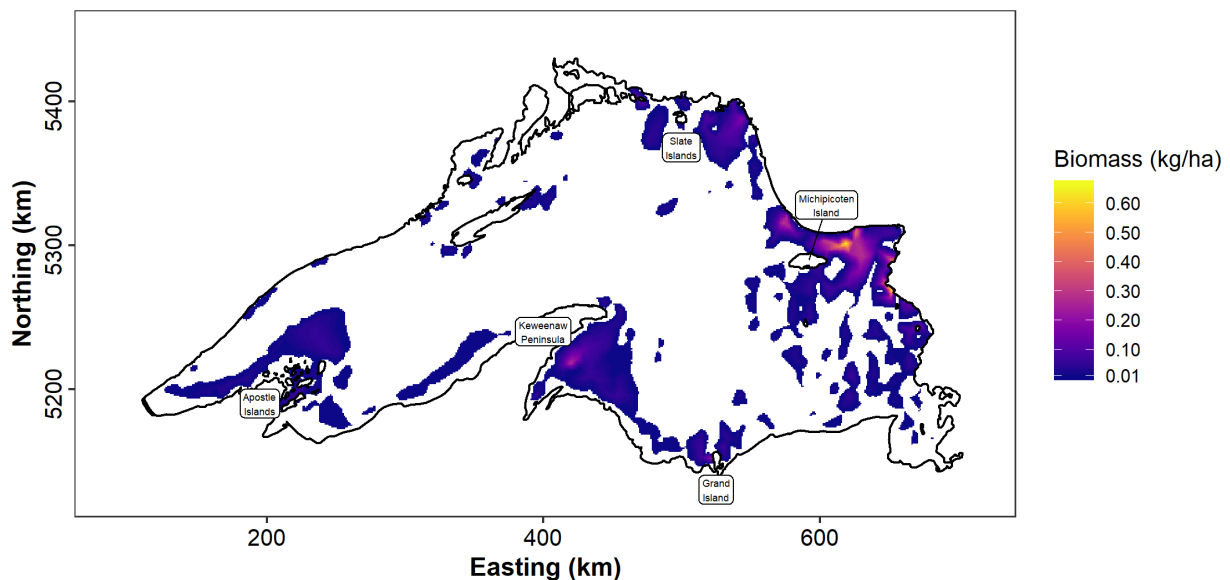 5400
5300
5200
Northing (km)
Slate
Islands
Michipicoten
Island
Keweenaw
Peninsula
Apostle
Islands
Grand
Island
200
400
600
Easting (km)
Biomass (kg/ha)
0.60
0.50
0.40
0.30
0.20
0.10
0.01